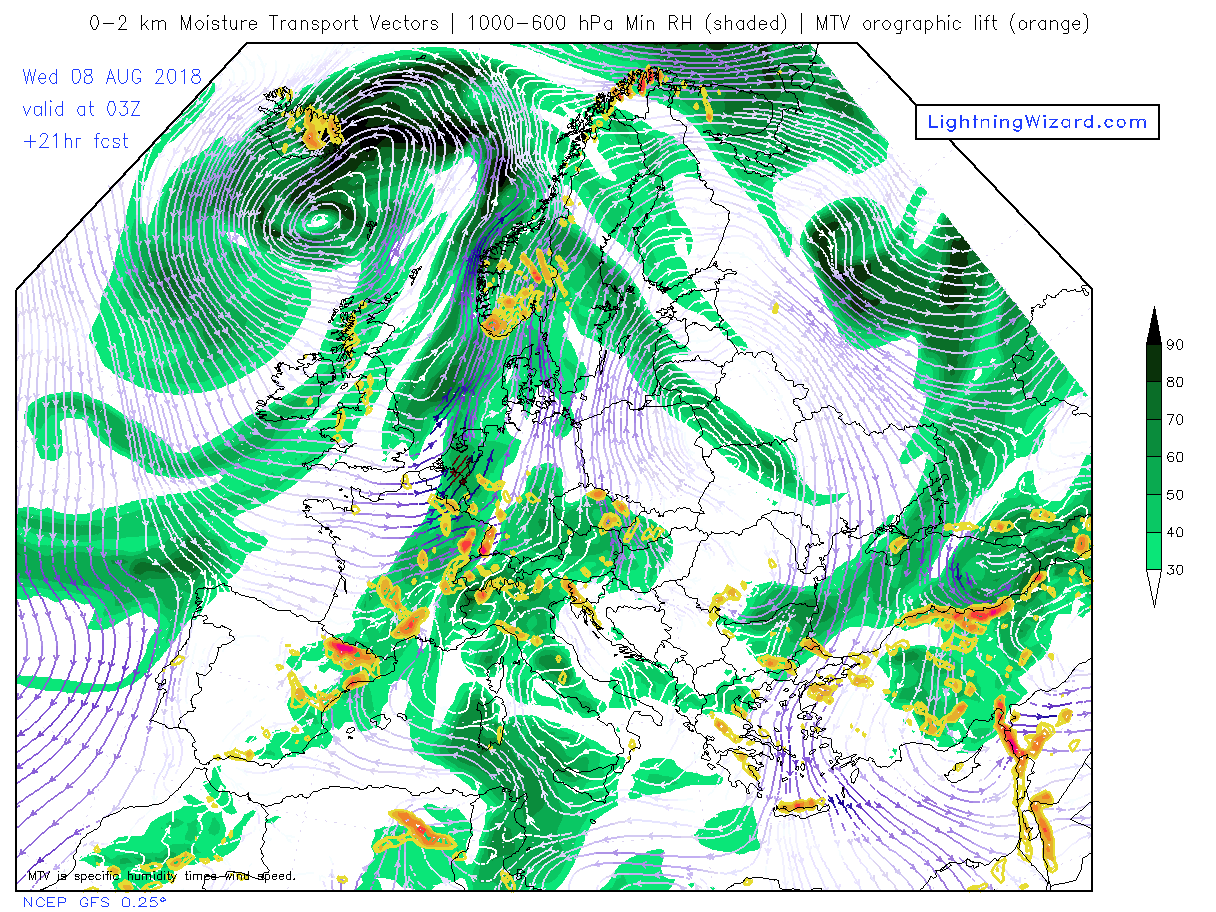 0-2 km Moisture Transport Vectors | 1000-600 hPa Min RH (shaded) | MTV orographic lift (orange)
Wed 08 AUG 2018
valid at 03Z
+21hr fcst
LightningWizard.com
90
80
70
60
50
40
30
MTV is specific humidity times wind speed.
NCEP GFS 0.25°